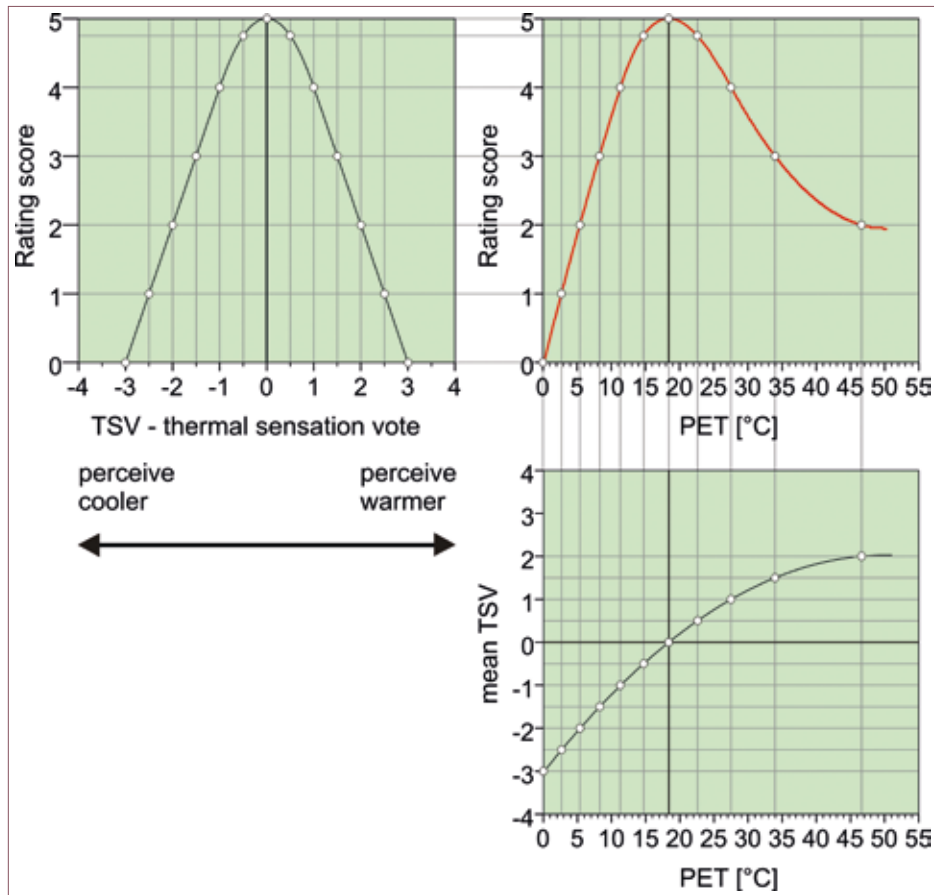 5
4
3
2
1
0
Rating score
-4 -3 -2 -1 0 1 2 3 4
TSV - thermal sensation vote
perceive
cooler
perceive
warmer
5
4
3
2
1
0
Rating score
0 5 10 15 20 25 30 35 40 45 50 55
PET [°C]
4
3
2
1
0
-1
-2
-3
-4
mean TSV
0 5 10 15 20 25 30 35 40 45 50 55
PET [°C]